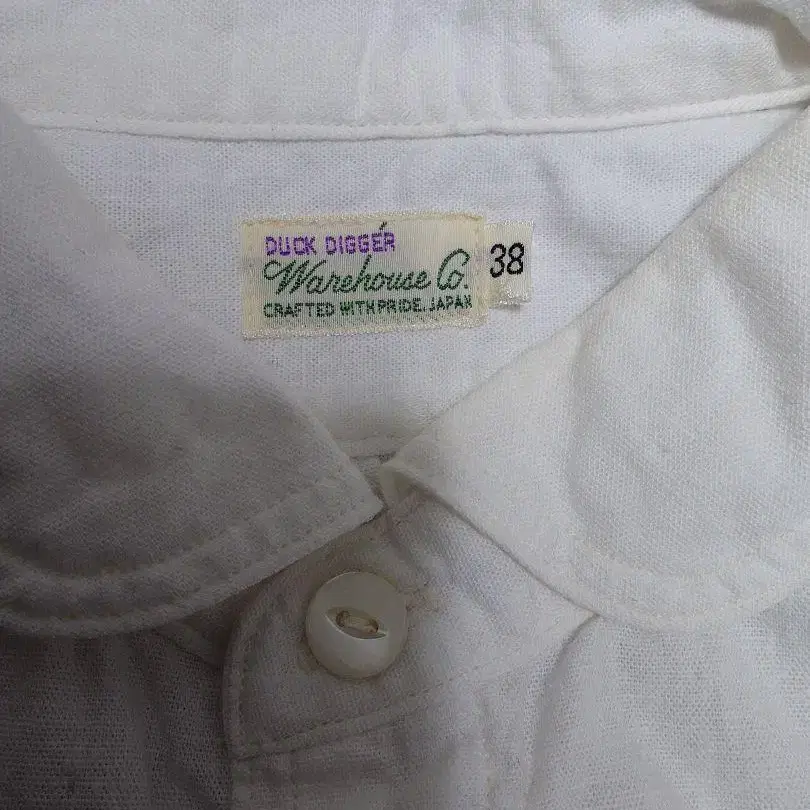 DUCK DIGGER
Warehouse Co. 38
CRAFTED WITH PRIDE. JAPAN